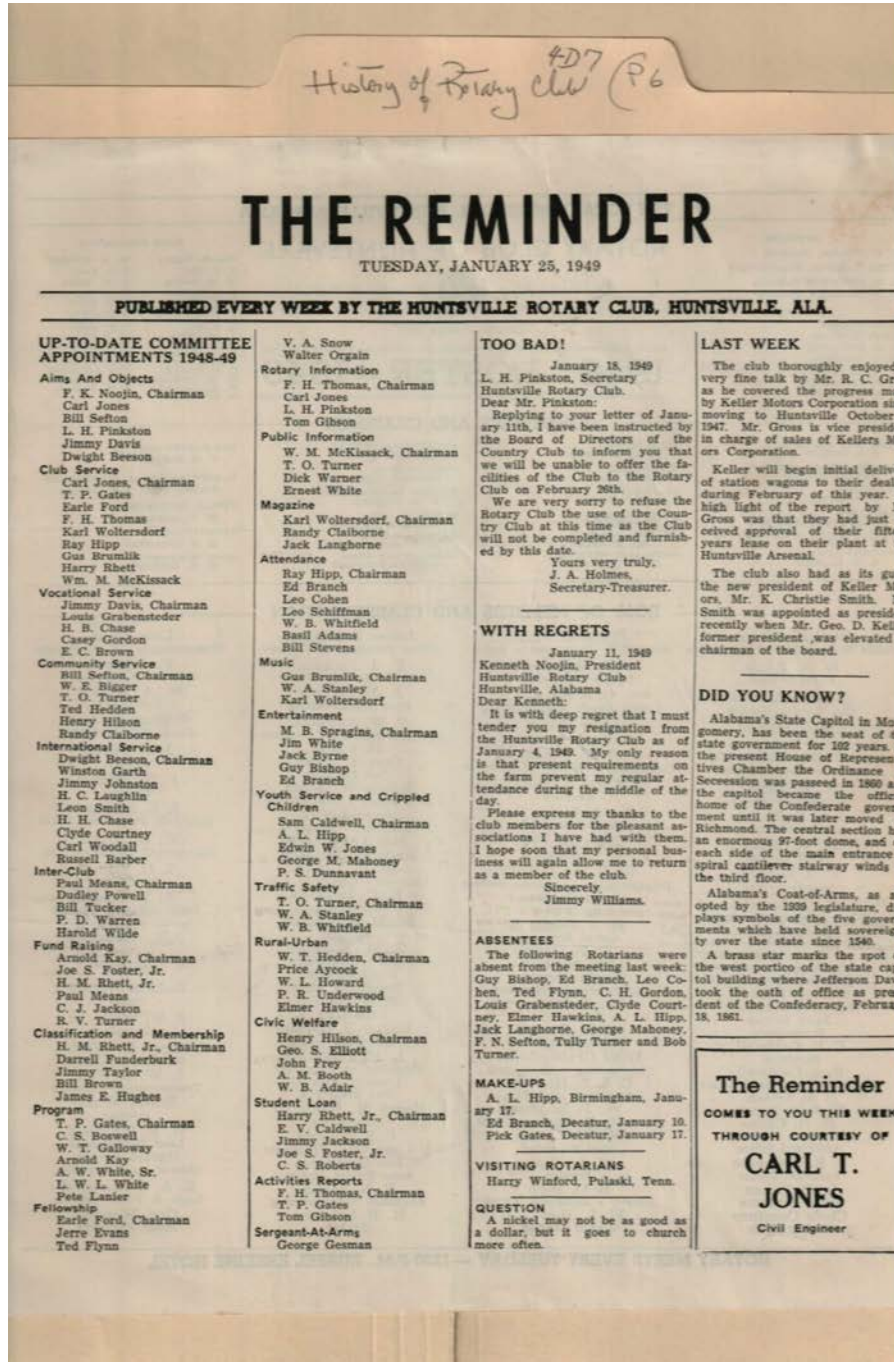 4-D7
History of Rotary Club (P6
THE REMINDER
TUESDAY, JANUARY 25, 1949
PUBLISHED EVERY WEEK BY THE HUNTSVILLE ROTARY CLUB, HUNTSVILLE, ALA.
UP-TO-DATE COMMITTEE
APPOINTMENTS 1948-49
Aims And Objects
F. K. Noojin, Chairman
Carl Jones
Bill Sefton
L. H. Pinkston
Jimmy Davis
Dwight Beeson
Club Service
Carl Jones, Chairman
T. P. Gates
Earle Ford
F. H. Thomas
Karl Woltersdorf
Ray Hipp
Gus Brumlik
Harry Rhett
Wm. M. McKissack
Vocational Service
Jimmy Davis, Chairman
Louis Grabensteder
H. B. Chase
Casey Gordon
E. C. Brown
Community Service
Bill Sefton, Chairman
W. E. Bigger
T. O. Turner
Ted Hedden
Henry Hilson
Randy Claiborne
International Service
Dwight Beeson, Chairman
Winston Garth
Jimmy Johnston
H. C. Laughlin
Leon Smith
H. H. Chase
Clyde Courtney
Carl Woodall
Russell Barber
Inter-Club
Paul Means, Chairman
Dudley Powell
Bill Tucker
P. D. Warren
Harold Wilde
Fund Raising
Arnold Kay, Chairman
Joe S. Foster, Jr.
H. M. Rhett, Jr.
Paul Means
C. J. Jackson
R. V. Turner
Classification and Membership
H. M. Rhett, Jr., Chairman
Darrell Funderburk
Jimmy Taylor
Bill Brown
James E. Hughes
Program
T. P. Gates, Chairman
C. S. Boswell
W. T. Galloway
Arnold Kay
A. W. White, Sr.
L. W. L. White
Pete Lanier
Fellowship
Earle Ford, Chairman
Jerre Evans
Ted Flynn
V. A. Snow
Walter Orgain
Rotary Information
F. H. Thomas, Chairman
Carl Jones
L. H. Pinkston
Tom Gibson
Public Information
W. M. McKissack, Chairman
T. O. Turner
Dick Warner
Ernest White
Magazine
Karl Woltersdorf, Chairman
Randy Claiborne
Jack Langhorne
Attendance
Ray Hipp, Chairman
Ed Branch
Leo Cohen
Leo Schiffman
W. B. Whitfield
Basil Adams
Bill Stevens
Music
Gus Brumlik, Chairman
W. A. Stanley
Karl Woltersdorf
Entertainment
M. B. Spragins, Chairman
Jim White
Jack Byrne
Guy Bishop
Ed Branch
Youth Service and Crippled
Children
Sam Caldwell, Chairman
A. L. Hipp
Edwin W. Jones
George M. Mahoney
P. S. Dunnavant
Traffic Safety
T. O. Turner, Chairman
W. A. Stanley
W. B. Whitfield
Rural-Urban
W. T. Hedden, Chairman
Price Aycock
W. L. Howard
P. R. Underwood
Elmer Hawkins
Civic Welfare
Henry Hilson, Chairman
Geo. S. Elliott
John Frey
A. M. Booth
W. B. Adair
Student Loan
Harry Rhett, Jr., Chairman
E. V. Caldwell
Jimmy Jackson
Joe S. Foster, Jr.
C. S. Roberts
Activities Reports
F. H. Thomas, Chairman
T. P. Gates
Tom Gibson
Sergeant-At-Arms
George Gesman
TOO BAD!
January 18, 1949
L. H. Pinkston, Secretary
Huntsville Rotary Club.
Dear Mr. Pinkston:
Replying to your letter of Janu-
ary 11th, I have been instructed by
the Board of Directors of the
Country Club to inform you that
we will be unable to offer the fa-
cilities of the Club to the Rotary
Club on February 26th.
We are very sorry to refuse the
Rotary Club the use of the Coun-
try Club at this time as the Club
will not be completed and furnish-
ed by this date.
Yours very truly,
J. A. Holmes,
Secretary-Treasurer.
WITH REGRETS
January 11, 1949
Kenneth Noojin, President
Huntsville Rotary Club
Huntsville, Alabama
Dear Kenneth:
It is with deep regret that I must
tender you my resignation from
the Huntsville Rotary Club as of
January 4, 1949. My only reason
is that present requirements on
the farm prevent my regular at-
tendance during the middle of the
day.
Please express my thanks to the
club members for the pleasant as-
sociations I have had with them.
I hope soon that my personal bus-
iness will again allow me to return
as a member of the club.
Sincerely
Jimmy Williams.
ABSENTEES
The following Rotarians were
absent from the meeting last week:
Guy Bishop, Ed Branch, Leo Co-
hen, Ted Flynn, C. H. Gordon,
Louis Grabensteder, Clyde Court-
ney, Elmer Hawkins, A. L. Hipp,
Jack Langhorne, George Mahoney,
F. N. Sefton, Tully Turner and Bob
Turner.
MAKE-UPS
A. L. Hipp, Birmingham, Janu-
ary 17.
Ed Branch, Decatur, January 10.
Pick Gates, Decatur, January 17.
VISITING ROTARIANS
Harry Winford, Pulaski, Tenn.
QUESTION
A nickel may not be as good as
a dollar, but it goes to church
more often.
LAST WEEK
The club thoroughly enjoyed
very fine talk by Mr. R. C. Gr
as he covered the progress m
by Keller Motors Corporation si
moving to Huntsville October
1947. Mr. Gross is vice presid
in charge of sales of Kellers M
ors Corporation.
Keller will begin initial deliv
of station wagons to their deal
during February of this year.
high light of the report by
Gross was that they had just
ceived approval of their fift
years lease on their plant at
Huntsville Arsenal.
The club also had as its gu
the new president of Keller M
ors, Mr. K. Christie Smith.
Smith was appointed as presid
recently when Mr. Geo. D. Kel
former president ,was elevated
chairman of the board.
DID YOU KNOW?
Alabama's State Capitol in Mo
gomery, has been the seat of
state government for 102 years.
the present House of Represen
tives Chamber the Ordinance
Secession was passeed in 1860 a
the capitol became the offic
home of the Confederate gover
ment until it was later moved
Richmond. The central section h
an enormous 97-foot dome, and
each side of the main entrance
spiral cantilever stairway winds
the third floor.
Alabama's Coat-of-Arms, as a
opted by the 1939 legislature, d
plays symbols of the five gover
ments which have held sovereig
ty over the state since 1540.
A brass star marks the spot
the west portico of the state cap
tol building where Jefferson Dav
took the oath of office as pre
dent of the Confederacy, Februa
18, 1861.
The Reminder
COMES TO YOU THIS WEEK
THROUGH COURTESY OF
CARL T.
JONES
Civil Engineer